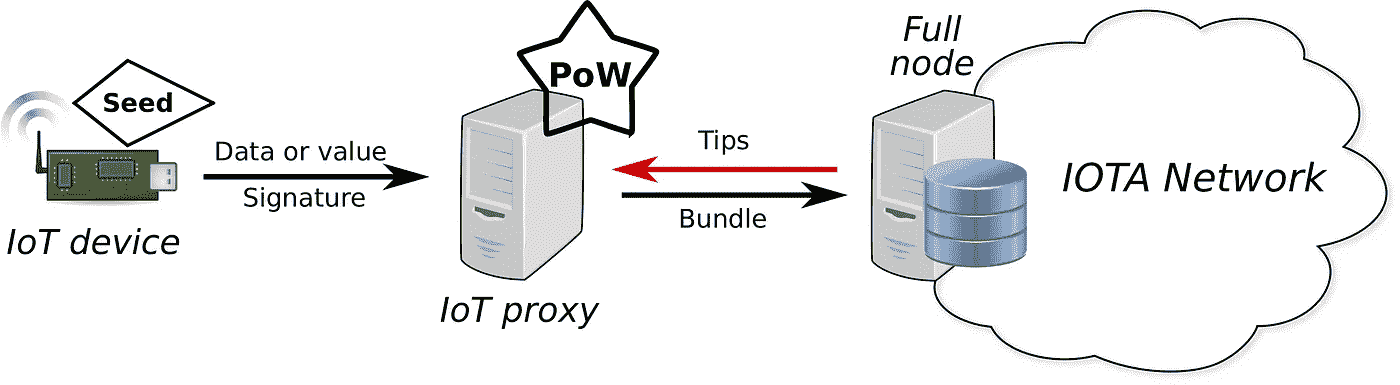 Seed
IoT device
Data or value
Signature
PoW
IoT proxy
Tips
Bundle
Full
node
IOTA Network